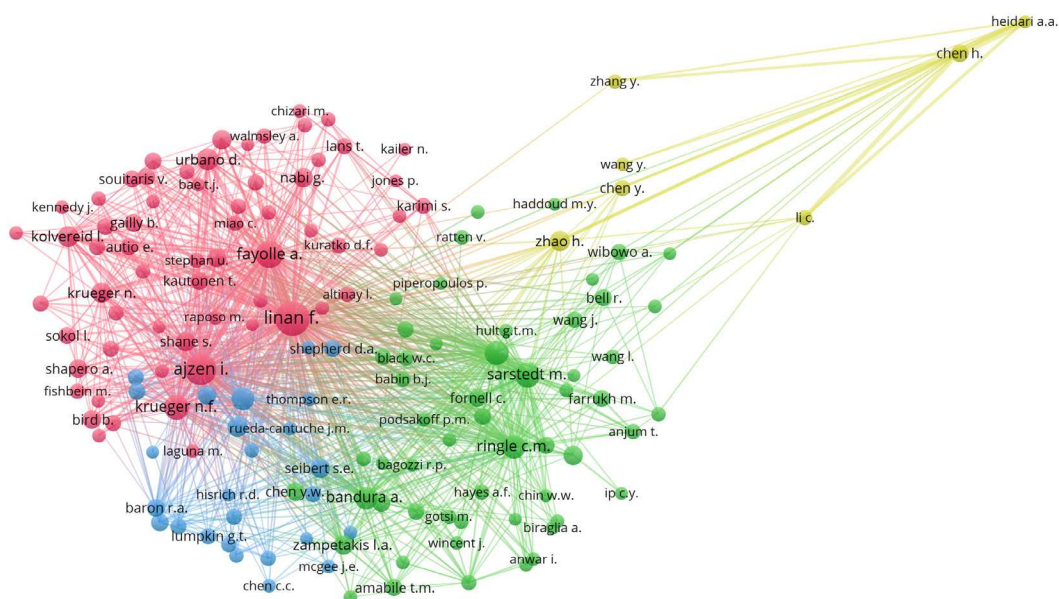 heidari a.a.
chen h.
zhang y.
chizari m.
walmsley a.
lans t.
kailer n.
urbano d.
wang y.
souitaris v.
bae t.j.
nabi g.
jones p.
chen y.
kennedy j.
karimi s.
haddoud m.y.
gailly b.
miao c.
li c.
kolvereid l.
autio e.
kuratko d.f.
ratten v.
zhao h.
fayolle a.
wibowo a.
stephan u.
kautonen t.
piperopoulos p.
krueger n.
altinay l.
bell r.
raposo m.
linan f.
wang j.
hult g.t.m.
sokol l.
shane s.
shepherd d.a.
black w.c.
wang l.
shapero a.
ajzen i.
babin b.j.
sarstedt m.
fishbein m.
thompson e.r.
fornell c.
farrukh m.
krueger n.f.
bird b.
podsakoff p.m.
rueda-cantuche j.m.
anjum t.
laguna m.
ringle c.m.
seibert s.e.
bagozzi r.p.
hisrich r.d.
chen y.w.
bandura a.
hayes a.f.
chin w.w.
ip c.y.
baron r.a.
gotsi m.
biraglia a.
lumpkin g.t.
zampetakis l.a.
wincent j.
anwar i.
mcgee j.e.
chen c.c.
amabile t.m.